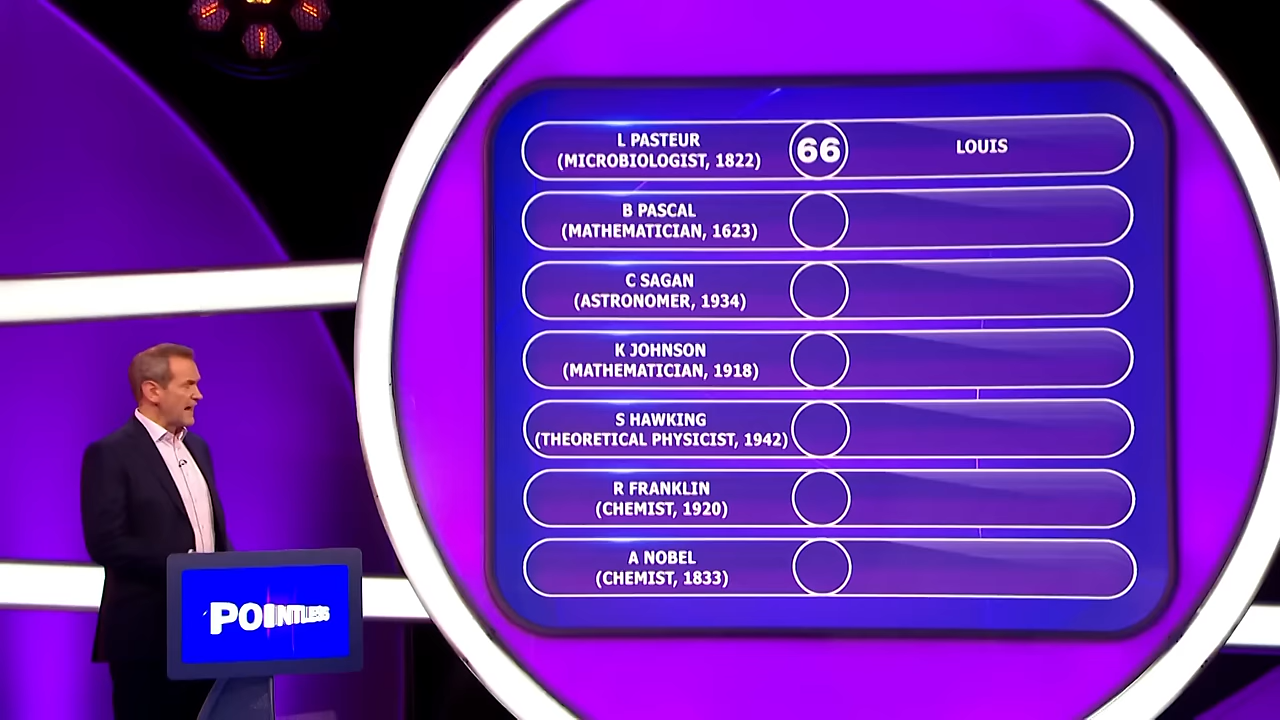 L PASTEUR
(MICROBIOLOGIST, 1822)
66
LOUIS
B PASCAL
(MATHEMATICIAN, 1623)
C SAGAN
(ASTRONOMER, 1934)
K JOHNSON
(MATHEMATICIAN, 1918)
S HAWKING
(THEORETICAL PHYSICIST, 1942)
R FRANKLIN
(CHEMIST, 1920)
A NOBEL
(CHEMIST, 1833)
POINTLESS